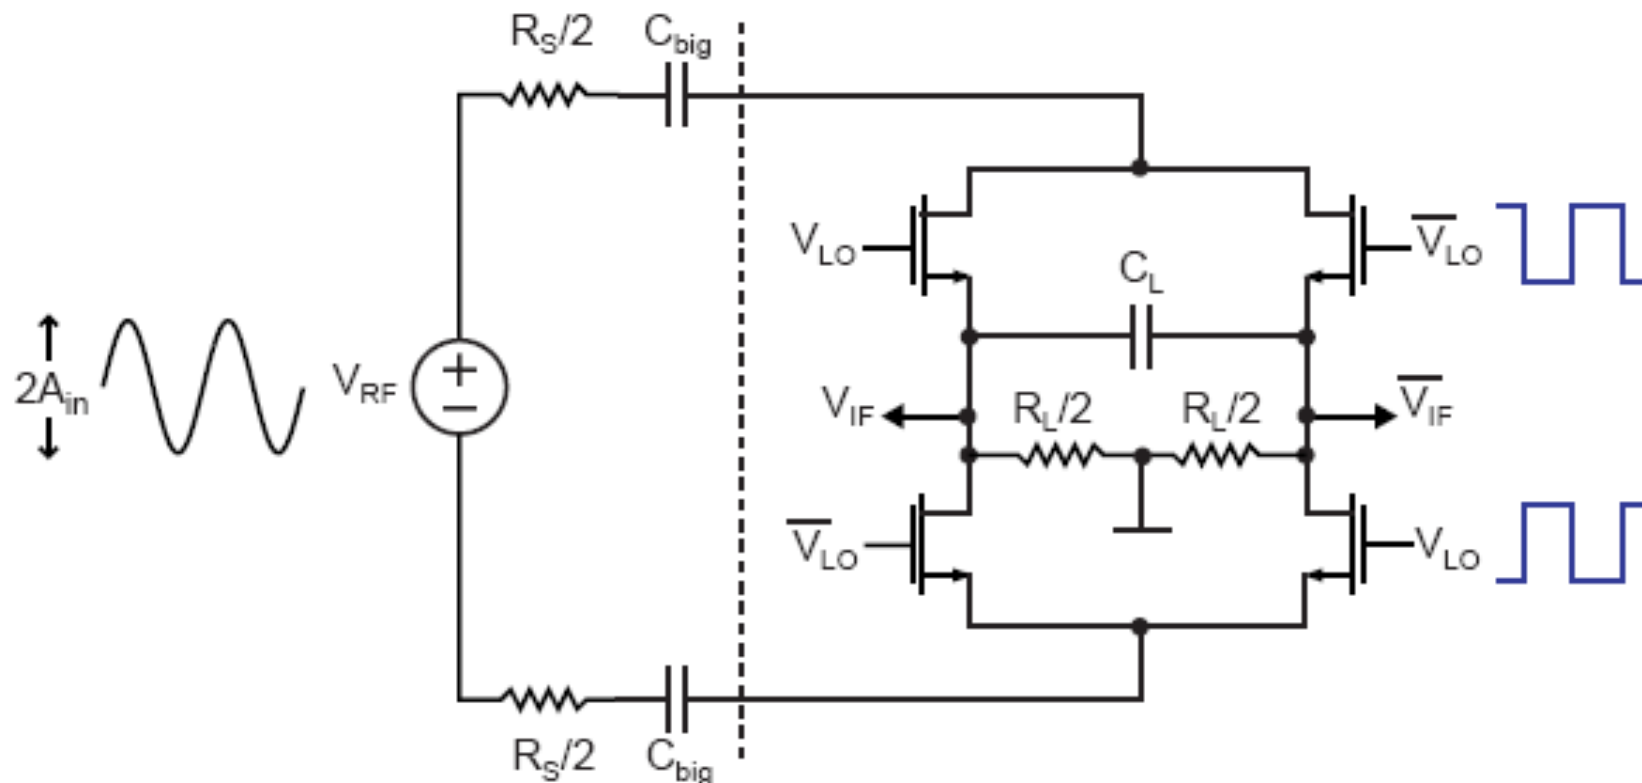 R_S/2 C_big
V_LO V̅_LO
C_L
2A_in V_RF + −
V_IF R_L/2 R_L/2 V̅_IF
V̅_LO V_LO
R_S/2 C_big